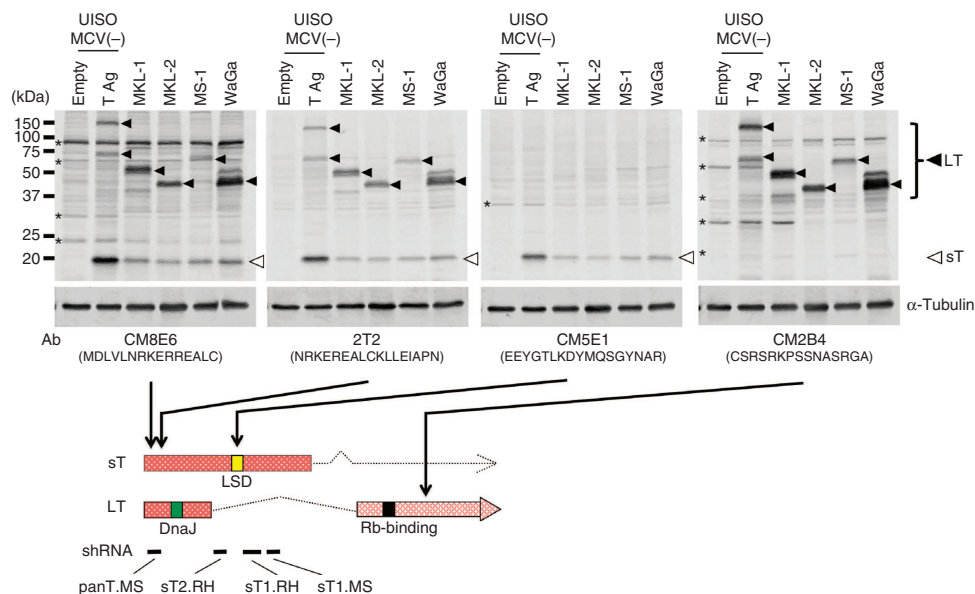 UISO UISO UISO UISO
MCV(–) MCV(–) MCV(–) MCV(–)
Empty T Ag MKL-1 MKL-2 MS-1 WaGa Empty T Ag MKL-1 MKL-2 MS-1 WaGa Empty T Ag MKL-1 MKL-2 MS-1 WaGa Empty T Ag MKL-1 MKL-2 MS-1 WaGa
(kDa)
150
100
75
50
37
25
20
* * * *
*
* * * * *
LT
sT
α-Tubulin
Ab CM8E6 2T2 CM5E1 CM2B4
(MDLVLNRKERREALC) (NRKEREALCKLLEIAPN) (EEYGTLKDYMQSGYNAR) (CSRSRKPSSNASRGA)
sT
LSD
LT
DnaJ Rb-binding
shRNA
panT.MS sT2.RH sT1.RH sT1.MS